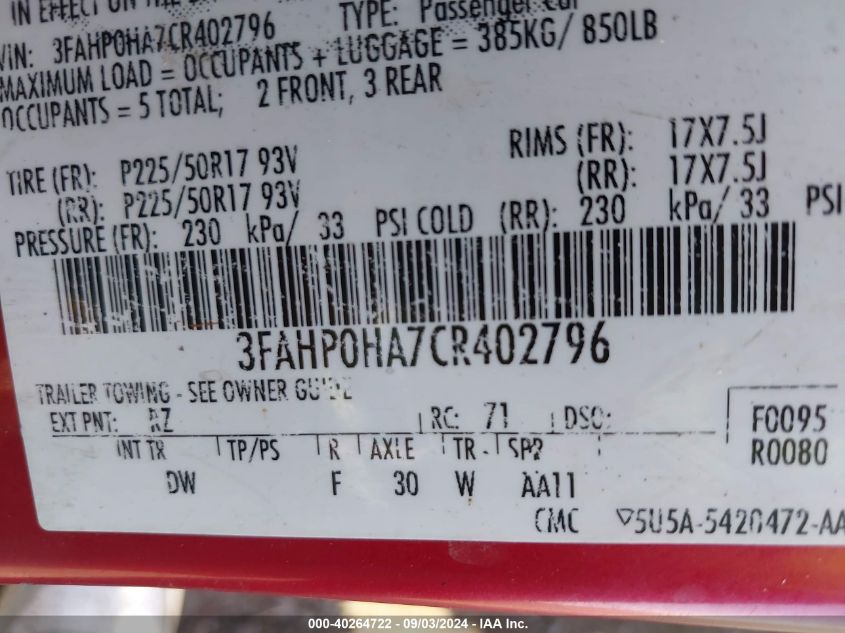 IN EFFECT ON THE
TYPE: Passenger Car
VIN: 3FAHP0HA7CR402796
MAXIMUM LOAD = OCCUPANTS + LUGGAGE = 385KG/ 850LB
OCCUPANTS = 5 TOTAL; 2 FRONT, 3 REAR
TIRE (FR): P225/50R17 93V RIMS (FR): 17X7.5J
(RR): P225/50R17 93V (RR): 17X7.5J
PRESSURE (FR): 230 kPa/ 33 PSI COLD (RR): 230 kPa/ 33 PSI
3FAHP0HA7CR402796
TRAILER TOWING - SEE OWNER GUIDE
EXT PNT: RZ RC: 71 DSO: F0095
INT TR TP/PS R AXLE TR SPR R0080
DW F 30 W AA11
CMC ▽5U5A-5420472-AA
000-40264722 - 09/03/2024 - IAA Inc.